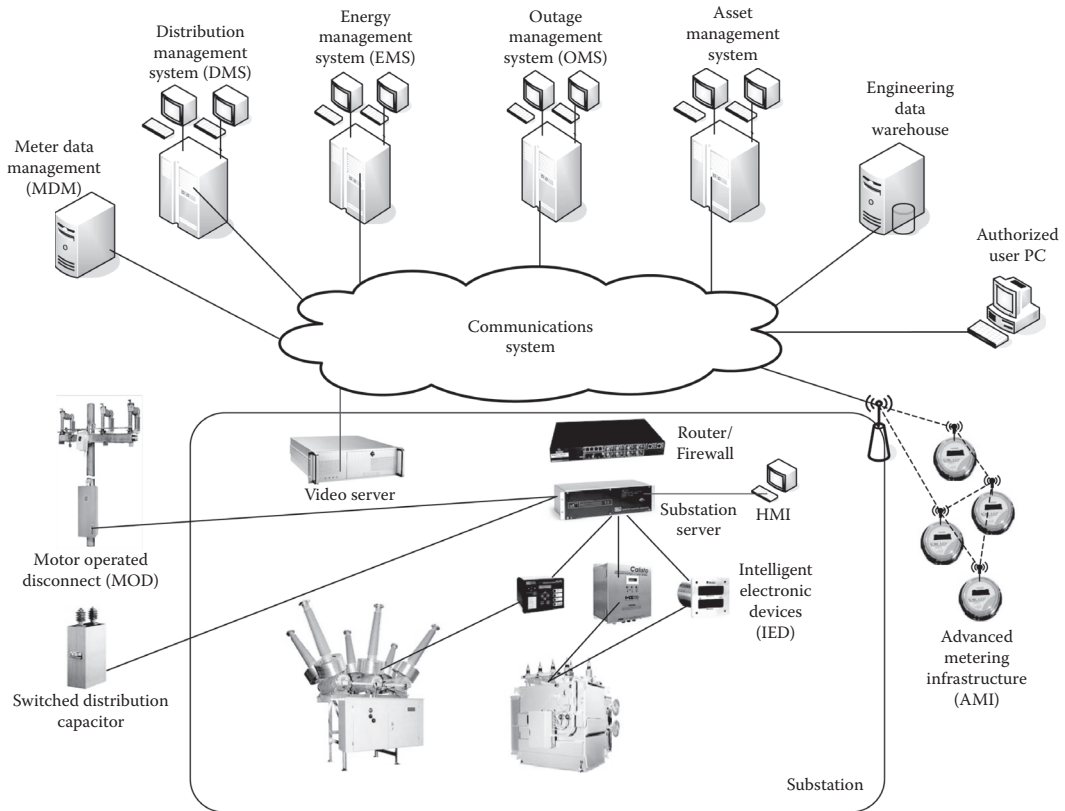 Distribution
management
system (DMS)
Energy
management
system (EMS)
Outage
management
system (OMS)
Asset
management
system
Engineering
data
warehouse
Meter data
management
(MDM)
Authorized
user PC
Communications
system
Router/
Firewall
Video server
Substation
server
HMI
Motor operated
disconnect (MOD)
Intelligent
electronic
devices
(IED)
Switched distribution
capacitor
Advanced
metering
infrastructure
(AMI)
Substation